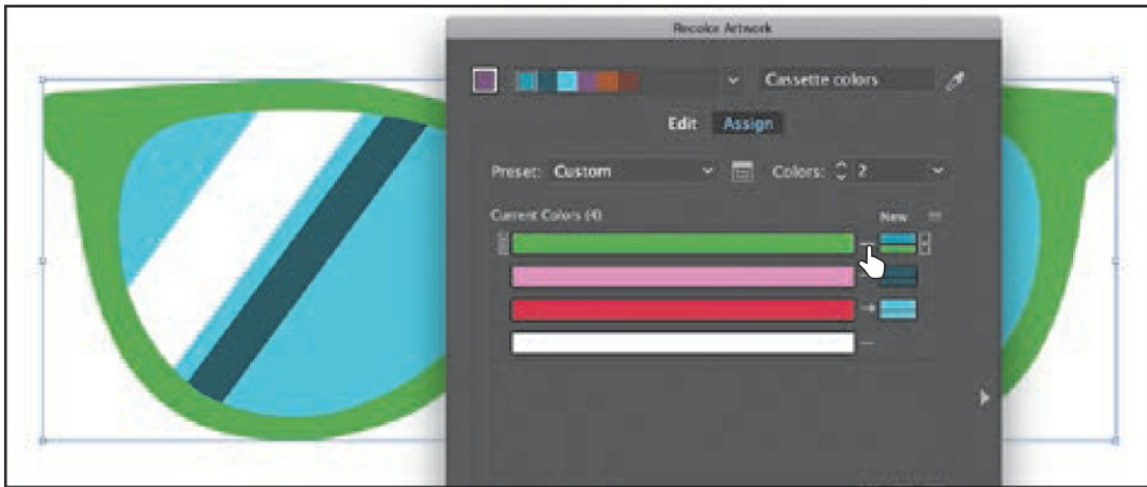 Recolor Artwork
Cassette colors
Edit Assign
Preset: Custom Colors: 2
Current Colors (4) New